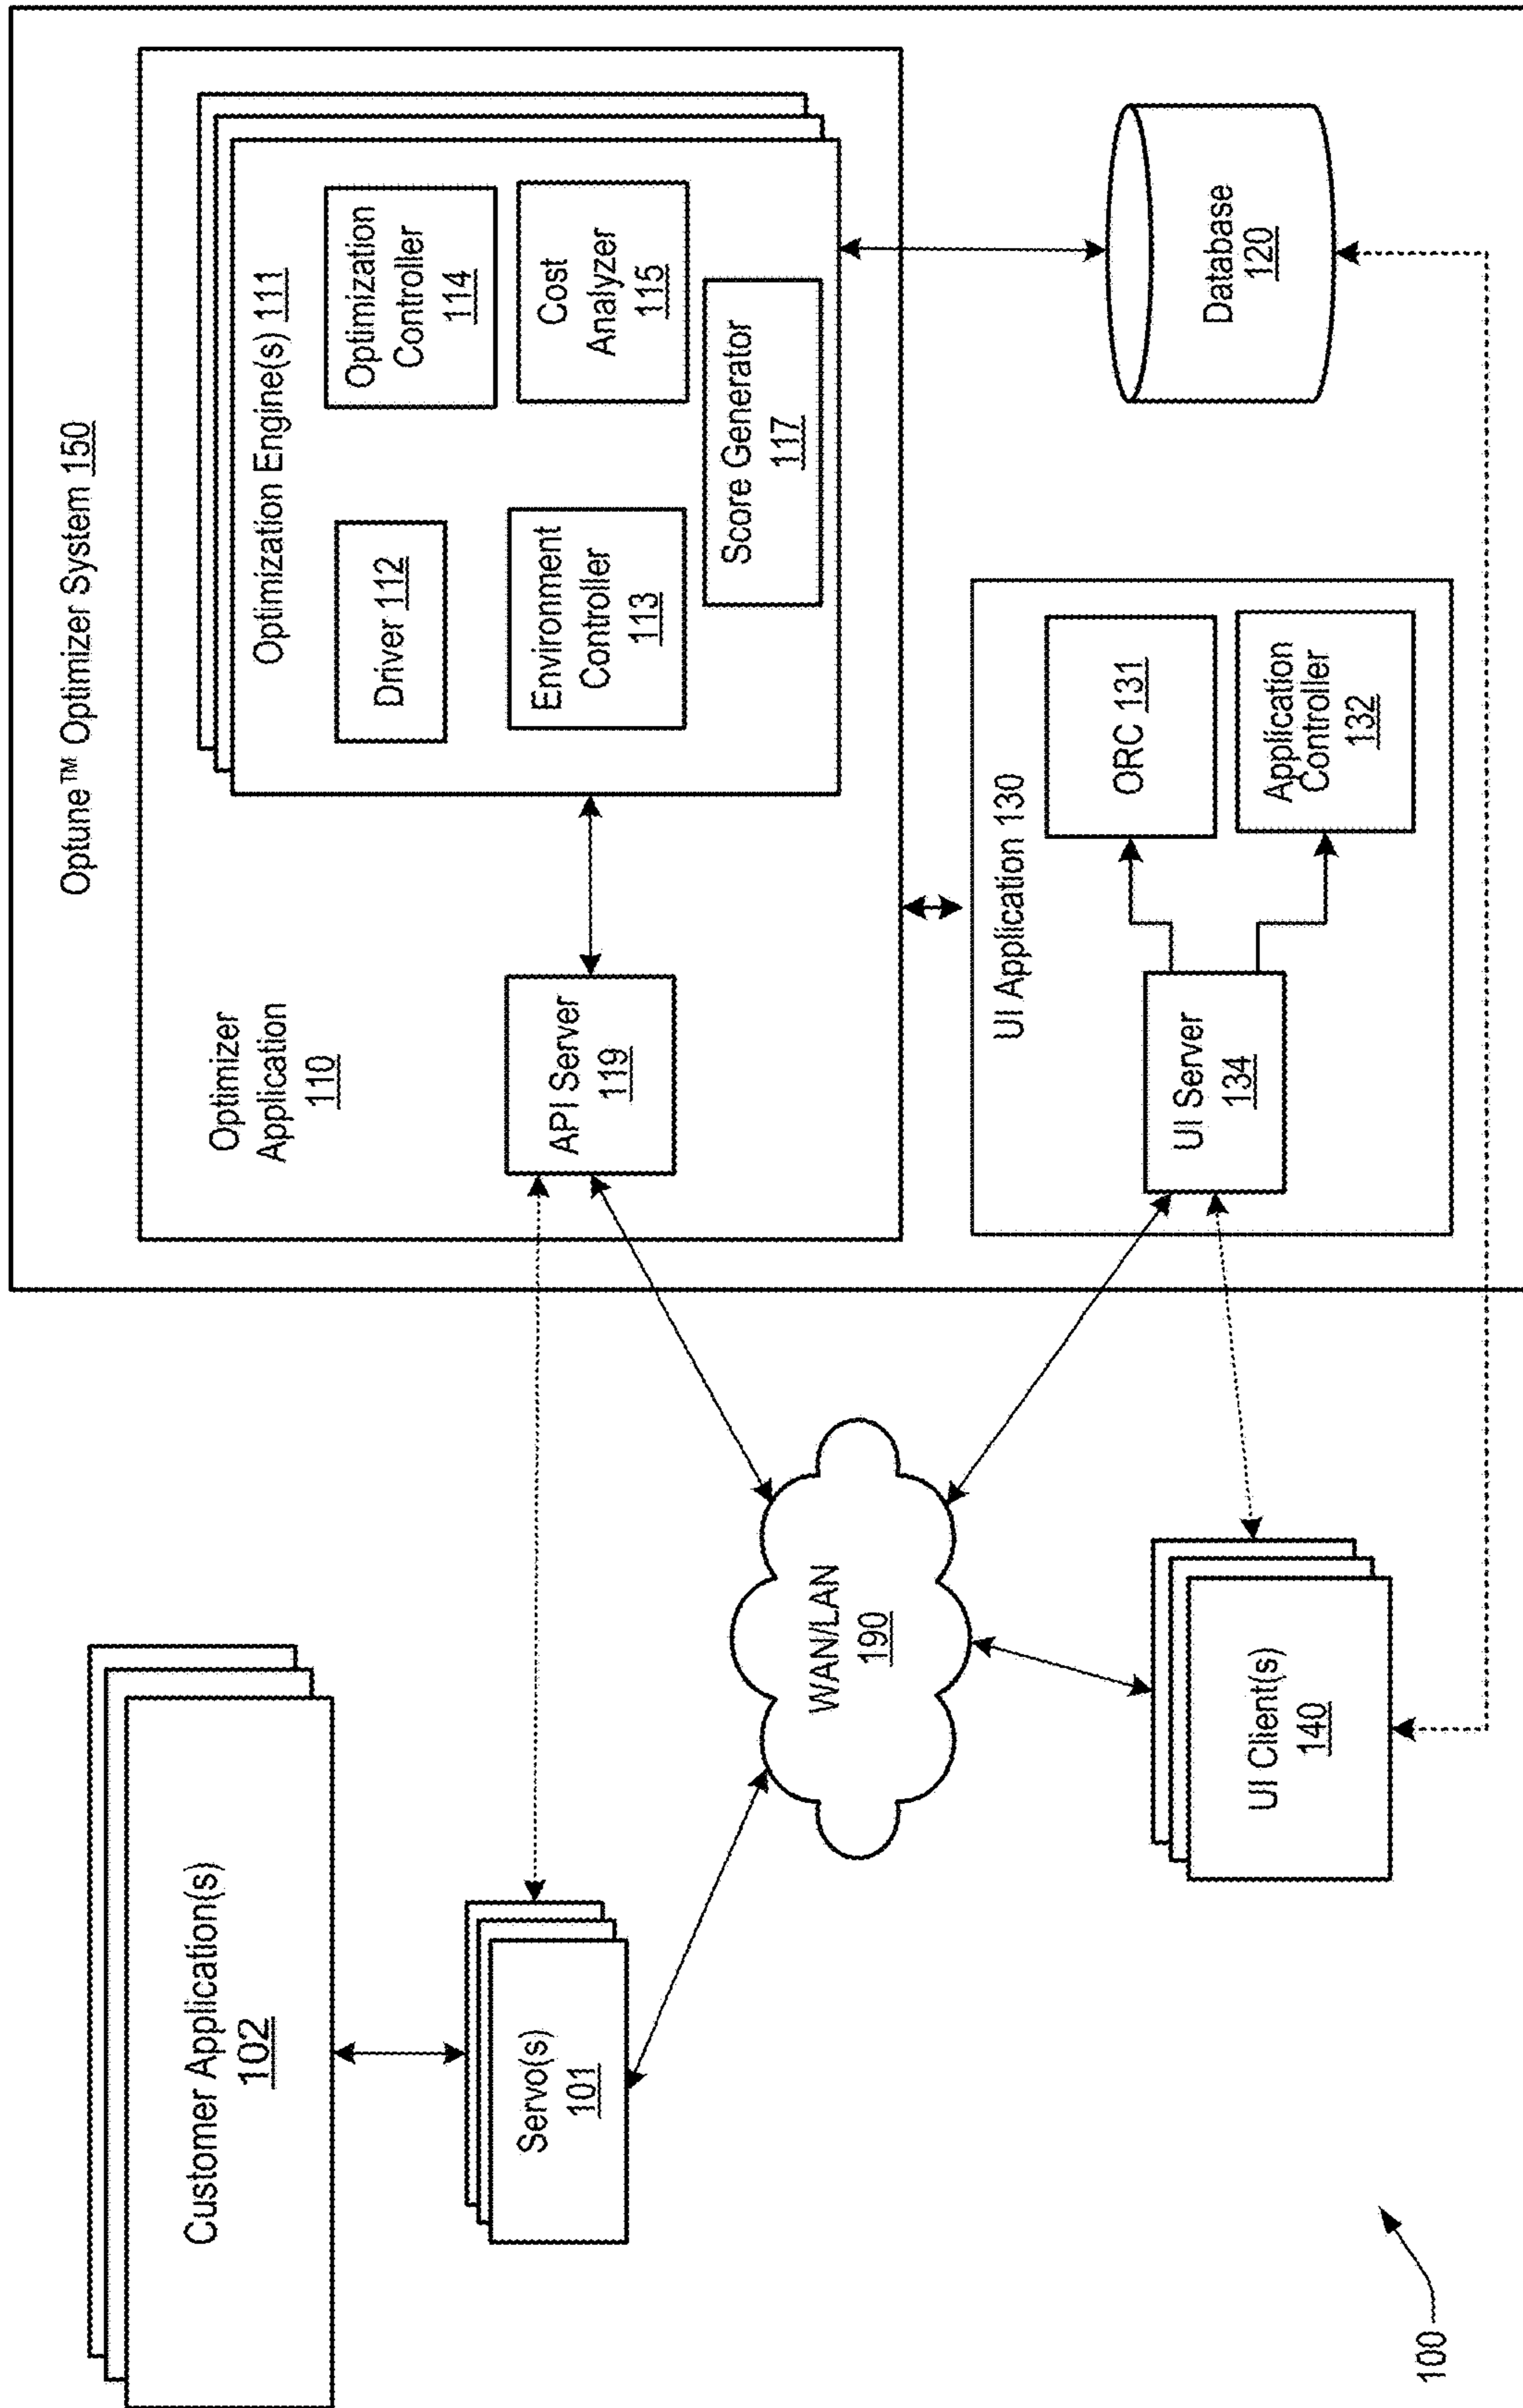 Optune™ Optimizer System 150
Optimizer
Application
110
Optimization Engine(s) 111
Driver 112
Optimization
Controller
114
Environment
Controller
113
Cost
Analyzer
115
Score Generator
117
API Server
119
Customer Application(s)
102
Servo(s)
101
WAN/LAN
190
UI Application 130
ORC 131
UI Server
134
Application
Controller
132
Database
120
UI Client(s)
140
100